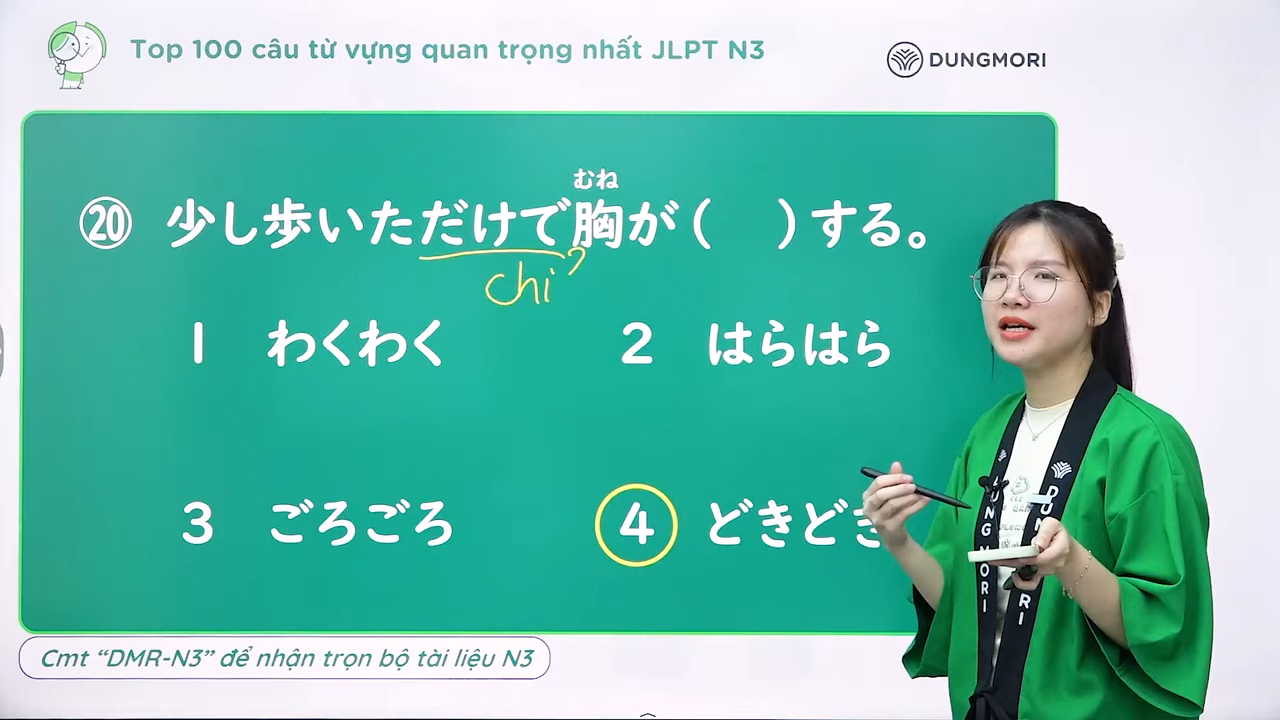 Top 100 câu từ vựng quan trọng nhất JLPT N3
DUNGMORI
むね
⑳ 少し歩いただけで胸が（　）する。
chỉ
1 わくわく
2 はらはら
3 ごろごろ
4 どきどき
DUNGMORI
Cmt “DMR-N3” để nhận trọn bộ tài liệu N3